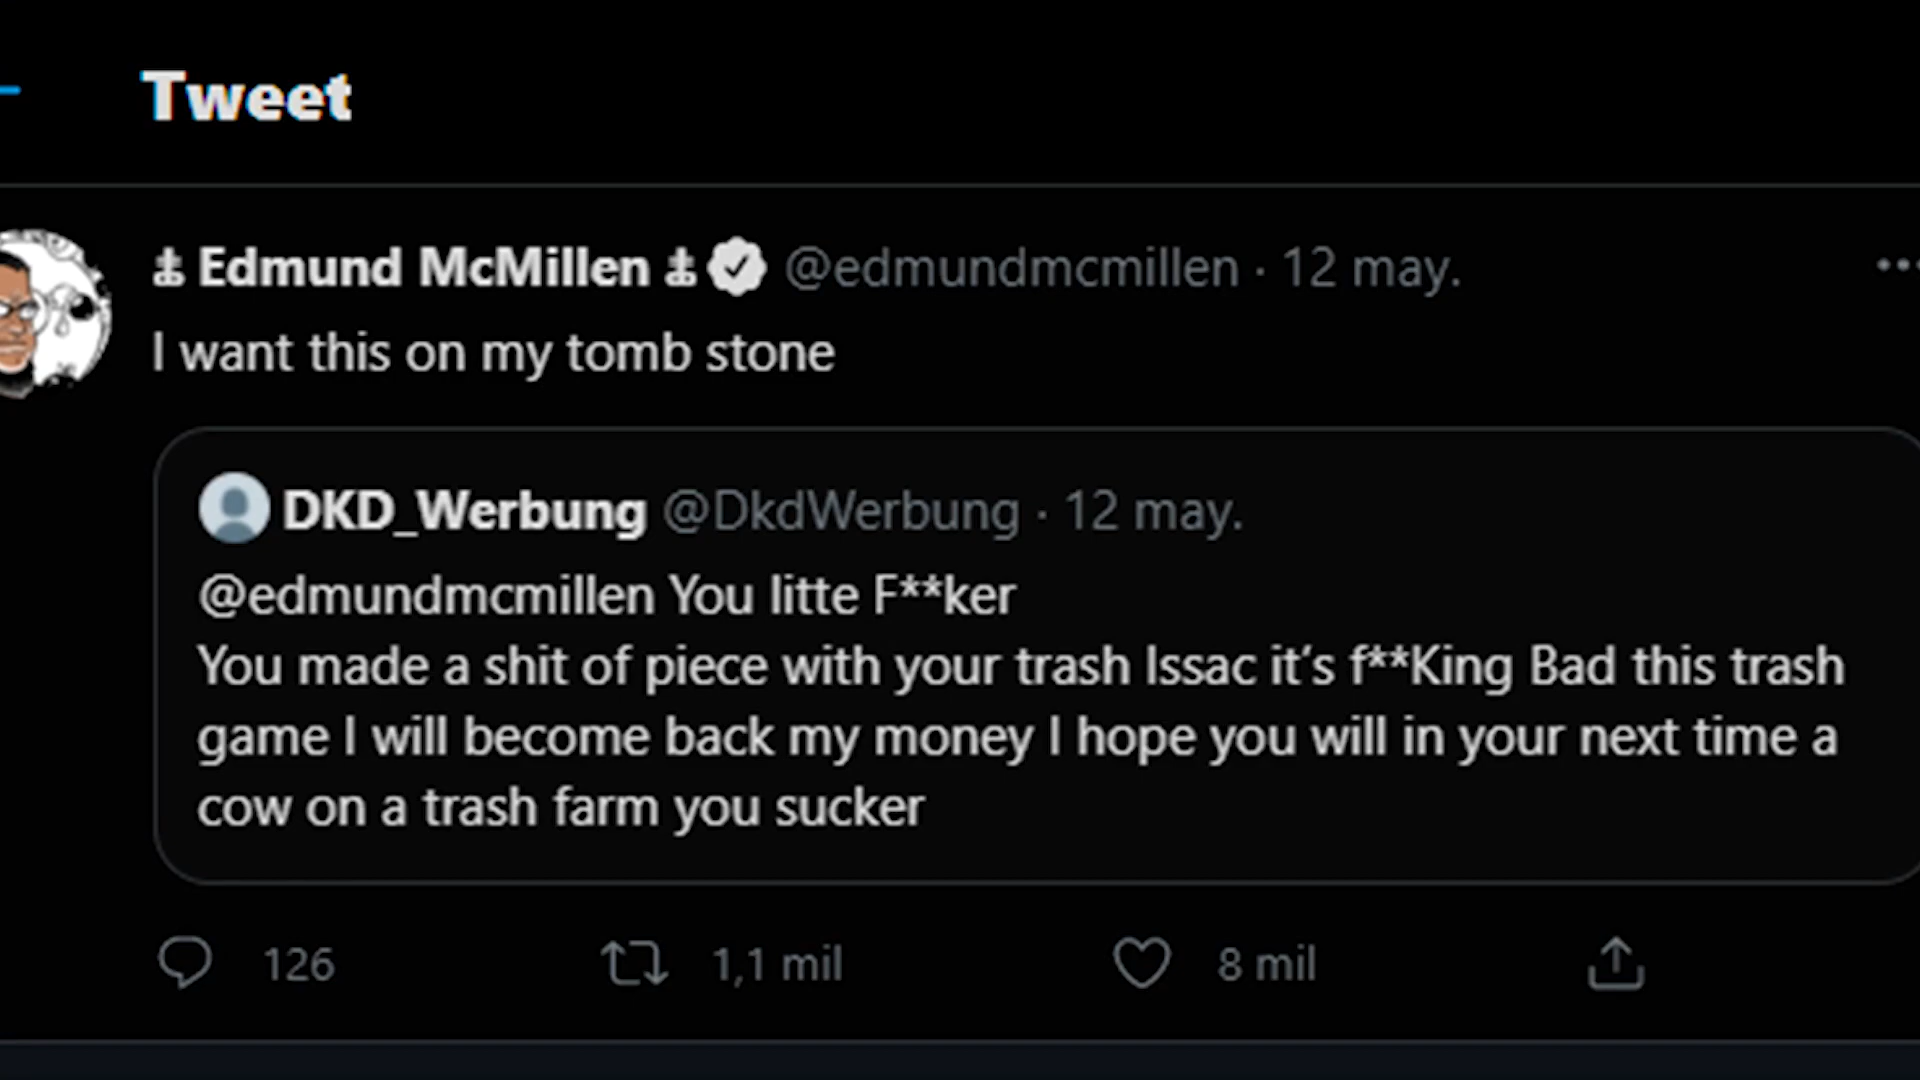 Tweet
Edmund McMillen @edmundmcmillen · 12 may.
I want this on my tomb stone
DKD_Werbung @DkdWerbung · 12 may.
@edmundmcmillen You litte F**ker
You made a shit of piece with your trash Issac it’s f**King Bad this trash
game I will become back my money I hope you will in your next time a
cow on a trash farm you sucker
126 1,1 mil 8 mil